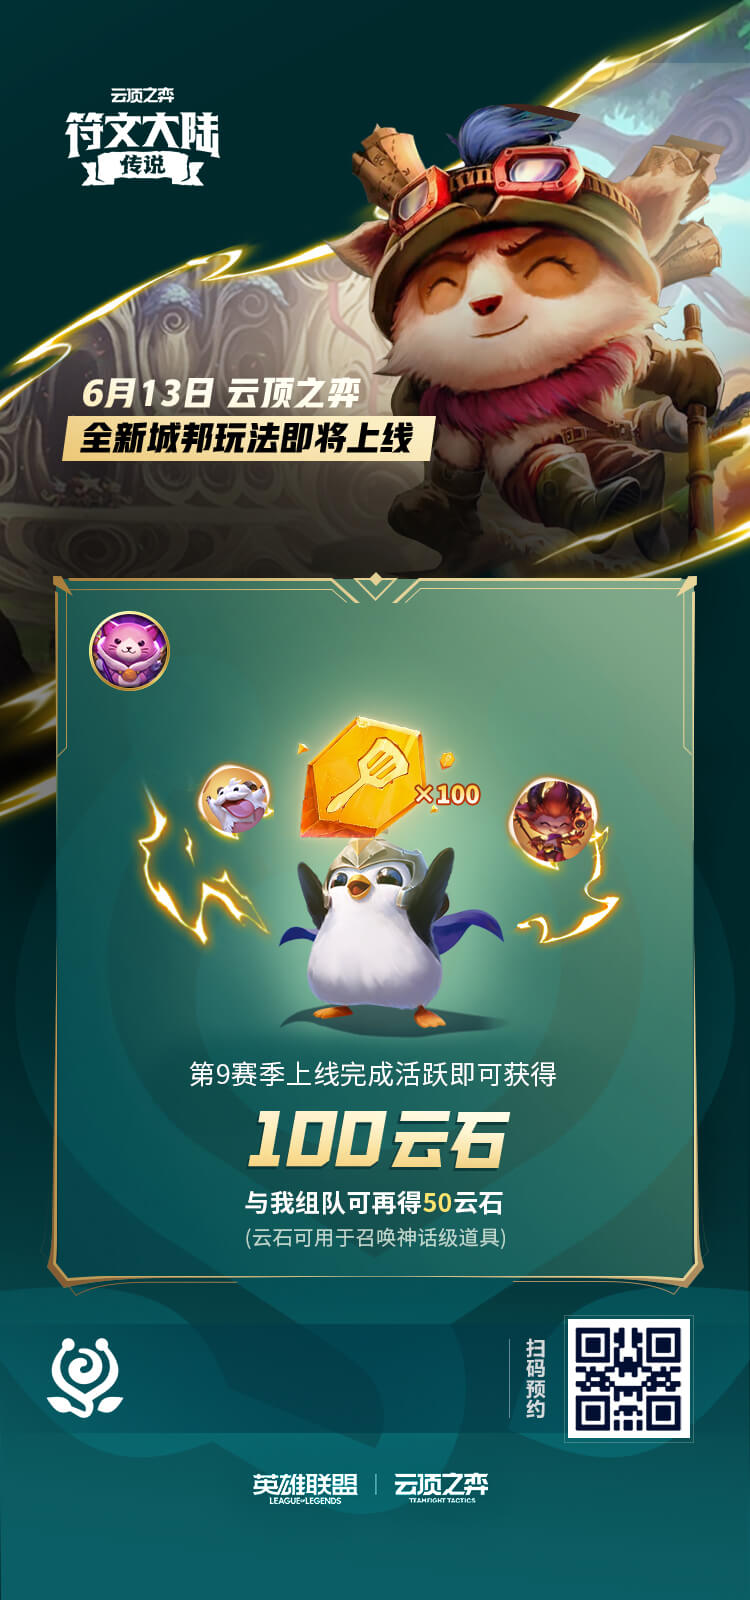 云顶之弈
符文大陆
传说
6月13日 云顶之弈
全新城邦玩法即将上线
×100
第9赛季上线完成活跃即可获得
100云石
与我组队可再得50云石
(云石可用于召唤神话级道具)
扫码预约
英雄联盟
LEAGUE OF LEGENDS
云顶之弈
TEAMFIGHT TACTICS